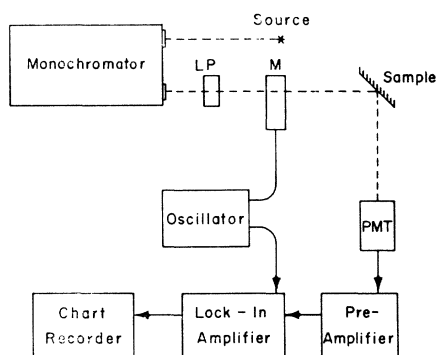 Source
Monochromator
LP
M
Sample
Oscillator
PMT
Chart
Recorder
Lock - In
Amplifier
Pre-
Amplifier